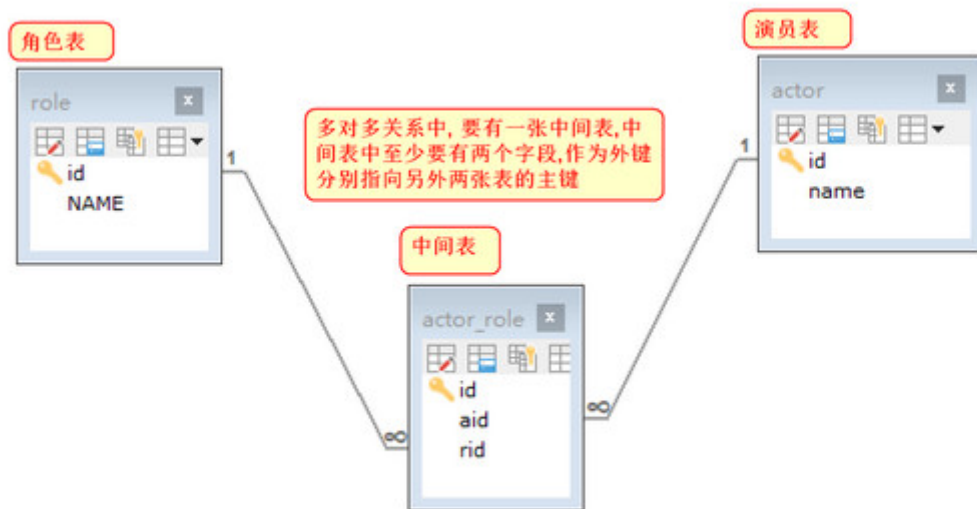 角色表
演员表
role
id
NAME
1
多对多关系中, 要有一张中间表,中
间表中至少要有两个字段,作为外键
分别指向另外两张表的主键
1
actor
id
name
中间表
actor_role
id
aid
rid
∞
∞